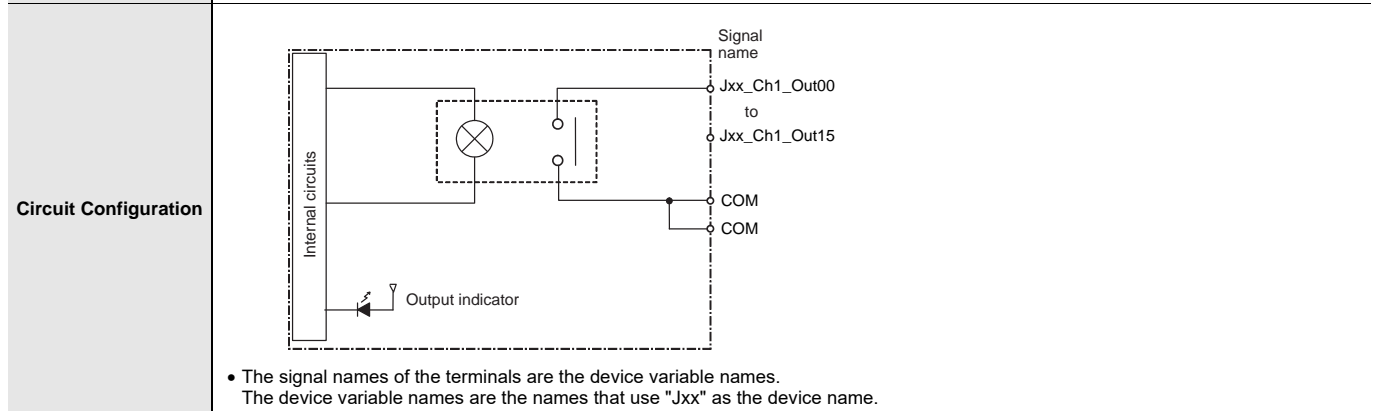 Circuit Configuration
Signal
name
Jxx_Ch1_Out00
to
Jxx_Ch1_Out15
COM
COM
Internal circuits
Output indicator
• The signal names of the terminals are the device variable names.
The device variable names are the names that use "Jxx" as the device name.